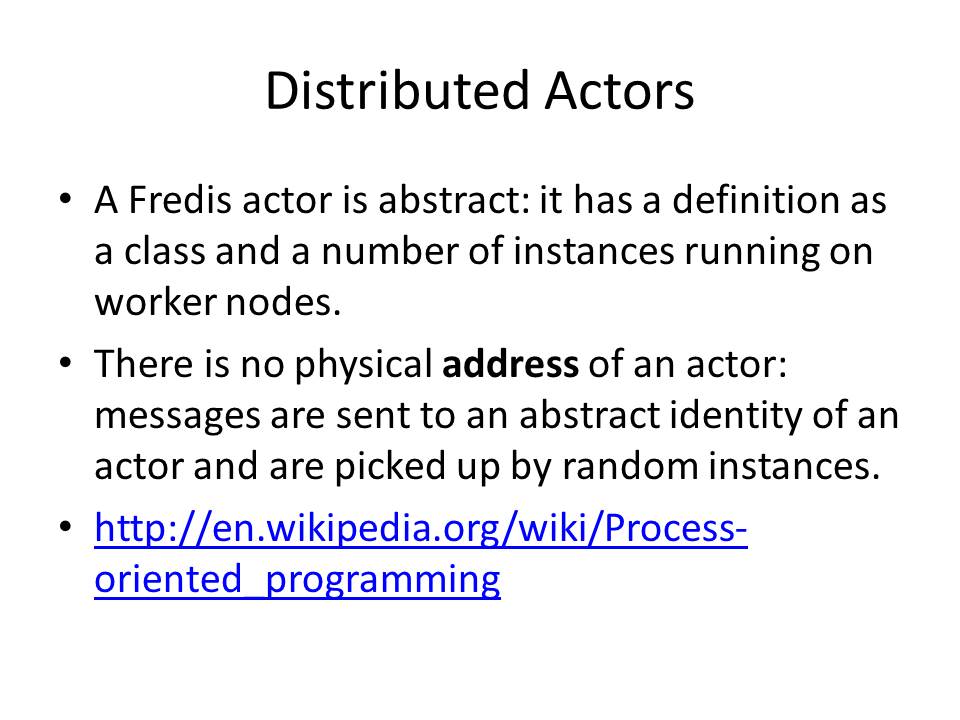 Distributed Actors
• A Fredis actor is abstract: it has a definition as
a class and a number of instances running on
worker nodes.
• There is no physical address of an actor:
messages are sent to an abstract identity of an
actor and are picked up by random instances.
• http://en.wikipedia.org/wiki/Process-
oriented_programming